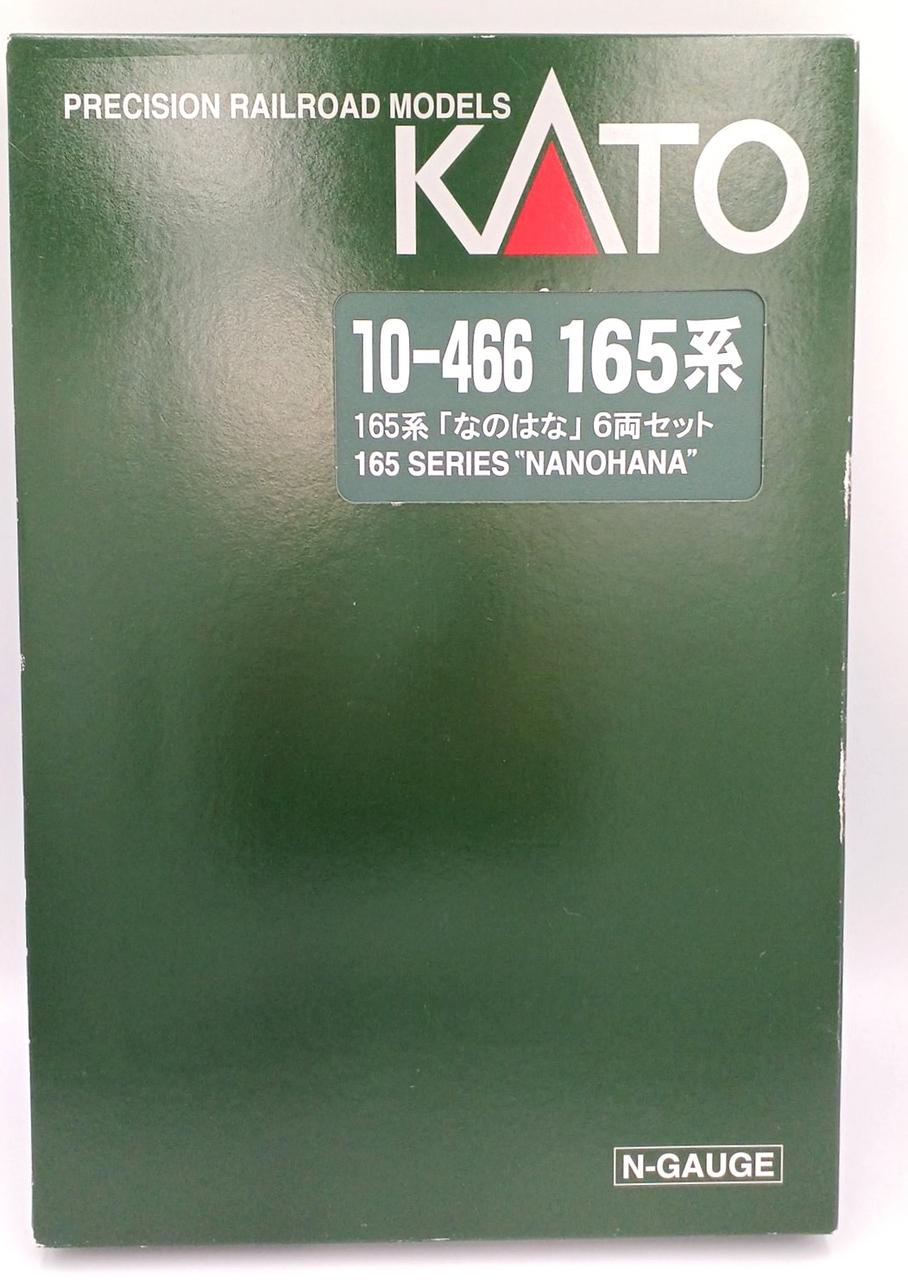 PRECISION RAILROAD MODELS
KATO
10-466 165系
165系「なのはな」6両セット
165 SERIES "NANOHANA"
N-GAUGE